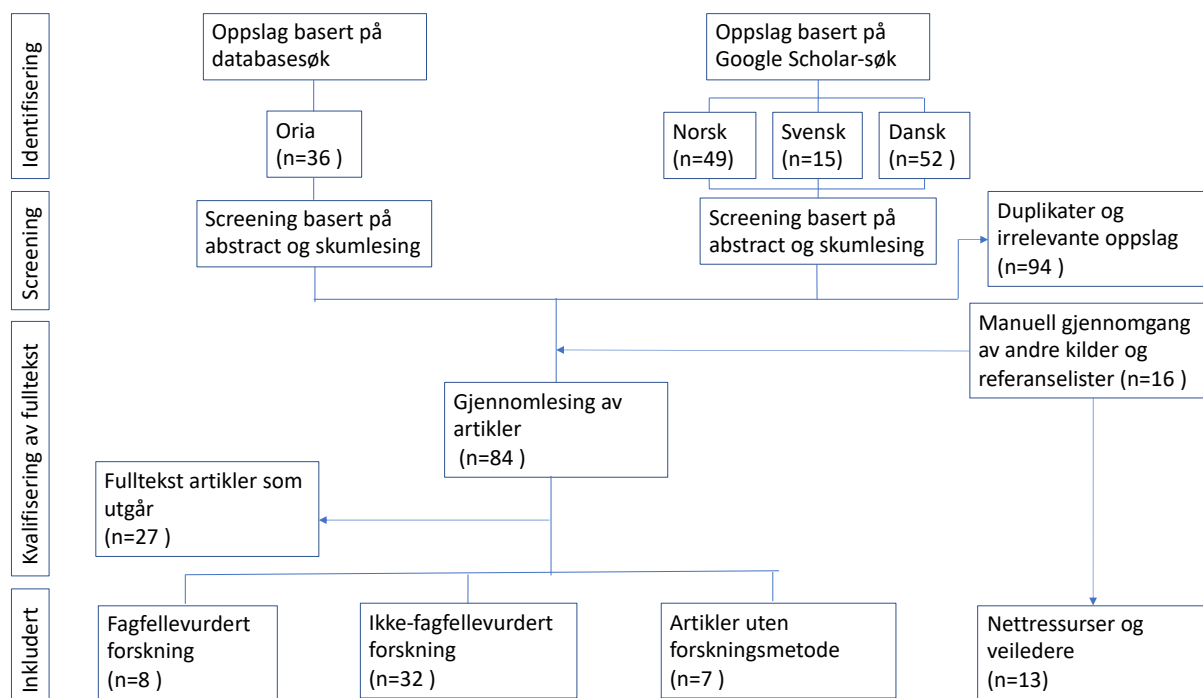 Identifisering
Oppslag basert på
databasesøk
Oppslag basert på
Google Scholar-søk
Oria
(n=36 )
Norsk
(n=49)
Svensk
(n=15)
Dansk
(n=52 )
Screening
Screening basert på
abstract og skumlesing
Screening basert på
abstract og skumlesing
Duplikater og
irrelevante oppslag
(n=94 )
Kvalifisering av fulltekst
Manuell gjennomgang
av andre kilder og
referanselister (n=16 )
Gjennomlesing av
artikler
(n=84 )
Fulltekst artikler som
utgår
(n=27 )
Inkludert
Fagfellevurdert
forskning
(n=8 )
Ikke-fagfellevurdert
forskning
(n=32 )
Artikler uten
forskningsmetode
(n=7 )
Nettressurser og
veiledere
(n=13)